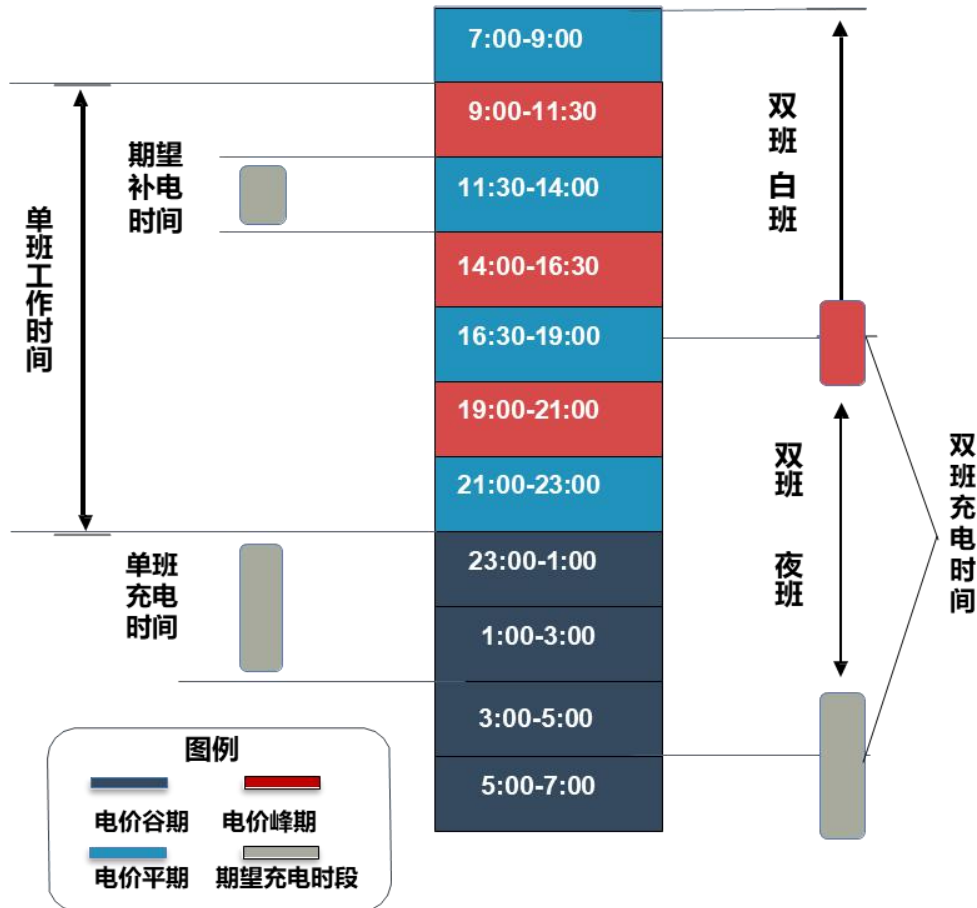 7:00-9:00
9:00-11:30
11:30-14:00
14:00-16:30
16:30-19:00
19:00-21:00
21:00-23:00
23:00-1:00
1:00-3:00
3:00-5:00
5:00-7:00
单班工作时间
期望
补电
时间
单班
充电
时间
双班 白班
双班 夜班
双班充电时间
图例
电价谷期
电价峰期
电价平期
期望充电时段